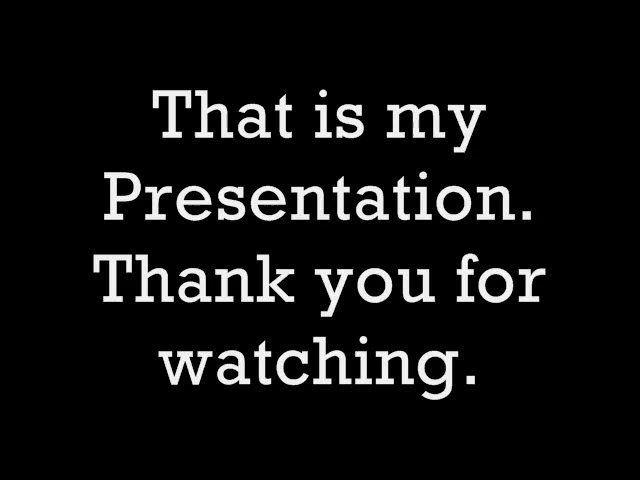 That is my
Presentation.
Thank you for
watching.